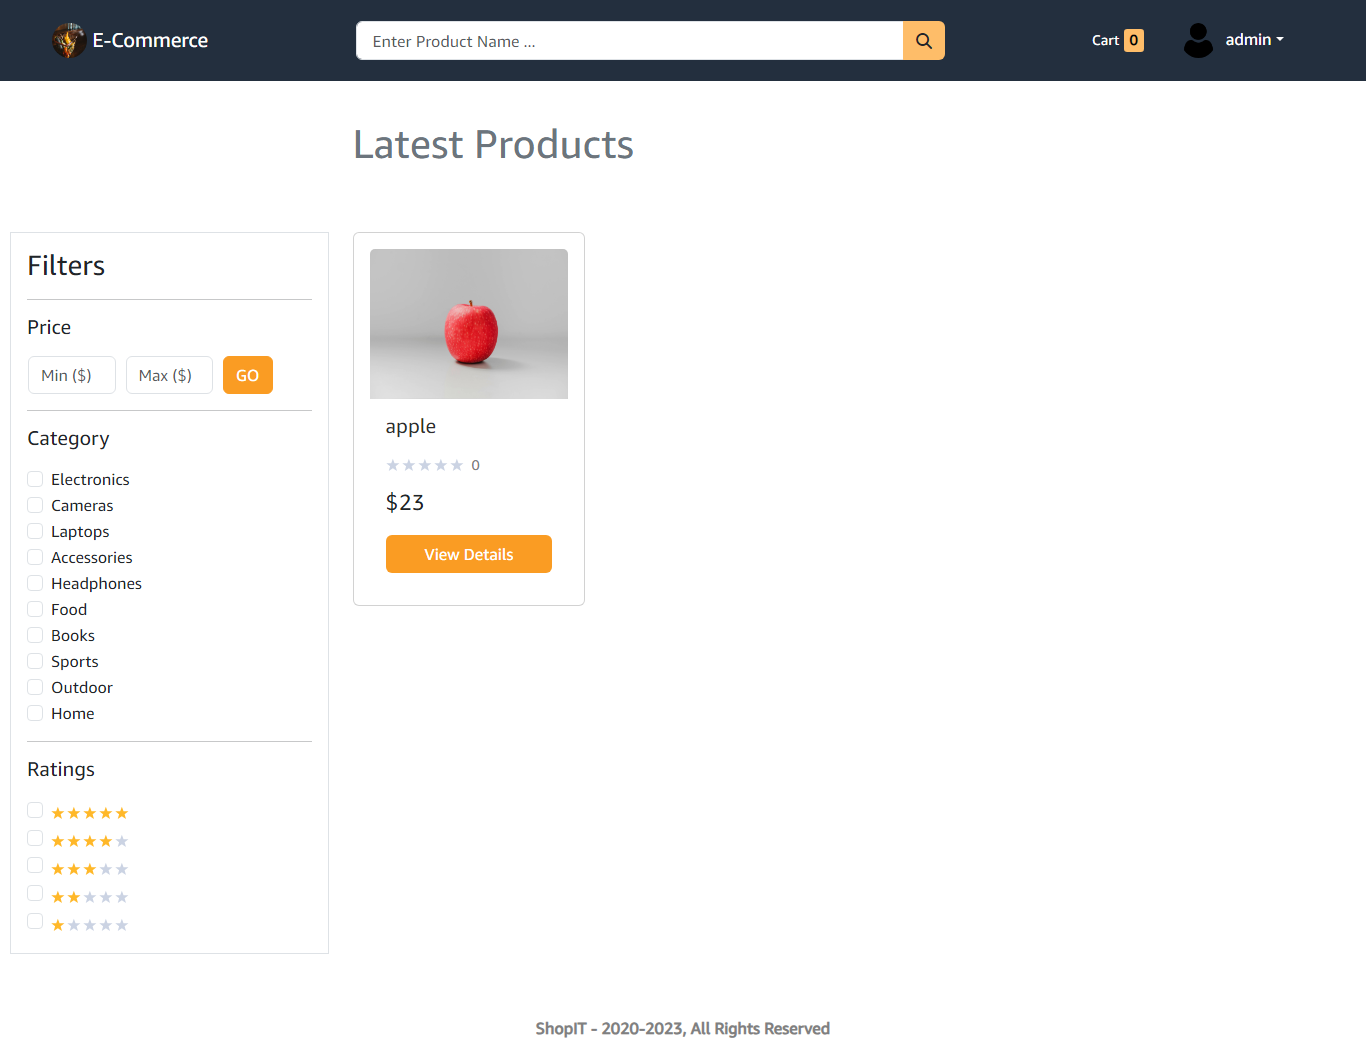 E-Commerce
Enter Product Name ...
Cart 0
admin
Latest Products
Filters
Price
Min ($) Max ($) GO
Category
Electronics
Cameras
Laptops
Accessories
Headphones
Food
Books
Sports
Outdoor
Home
Ratings
apple
0
$23
View Details
ShopIT - 2020-2023, All Rights Reserved